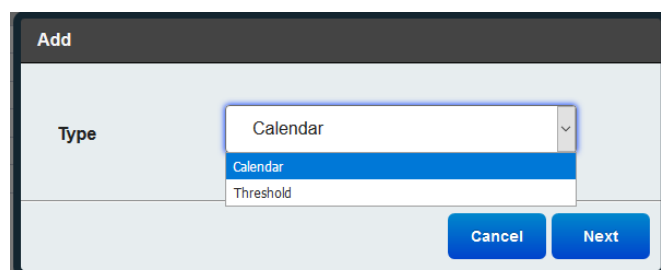 Add
Type Calendar
Calendar
Threshold
Cancel Next